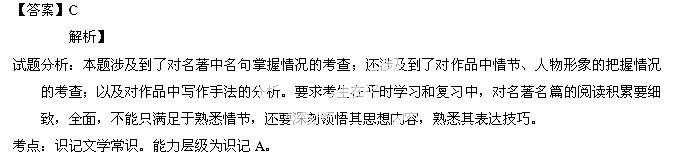 【答案】C
解析】
试题分析：本题涉及到了对名著中名句掌握情况的考查；还涉及到了对作品中情节、人物形象的把握情况
的考查；以及对作品中写作手法的分析。要求考生在平时学习和复习中，对名著名篇的阅读积累要细
致，全面，不能只满足于熟悉情节，还要深刻领悟其思想内容，熟悉其表达技巧。
考点：识记文学常识。能力层级为识记 A。